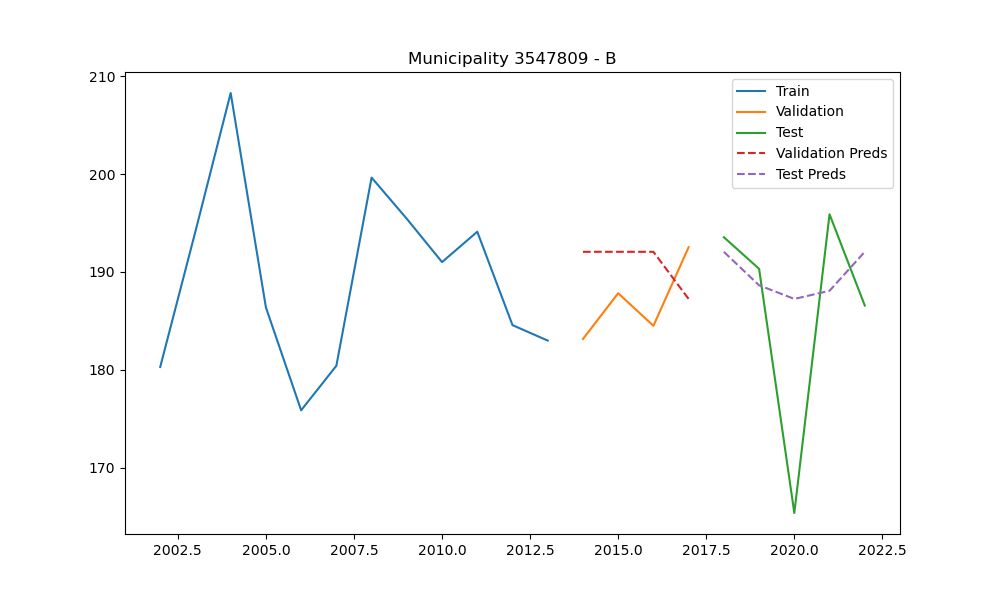 Municipality 3547809 - B
210
200
190
180
170
2002.5 2005.0 2007.5 2010.0 2012.5 2015.0 2017.5 2020.0 2022.5
Train
Validation
Test
Validation Preds
Test Preds